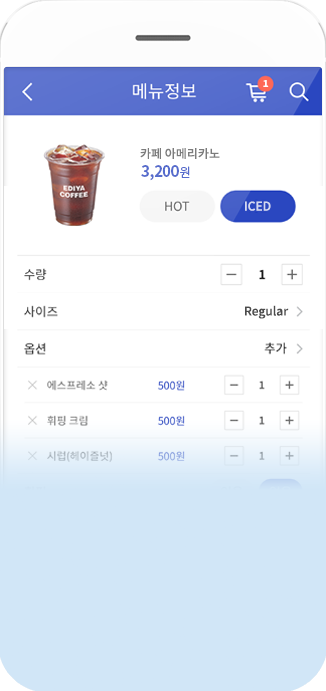 메뉴정보
1
카페 아메리카노
3,200원
EDIYA
COFFEE
HOT ICED
수량 1
사이즈 Regular
옵션 추가
에스프레소 샷 500원 1
휘핑 크림 500원 1
시럽(헤이즐넛) 500원 1